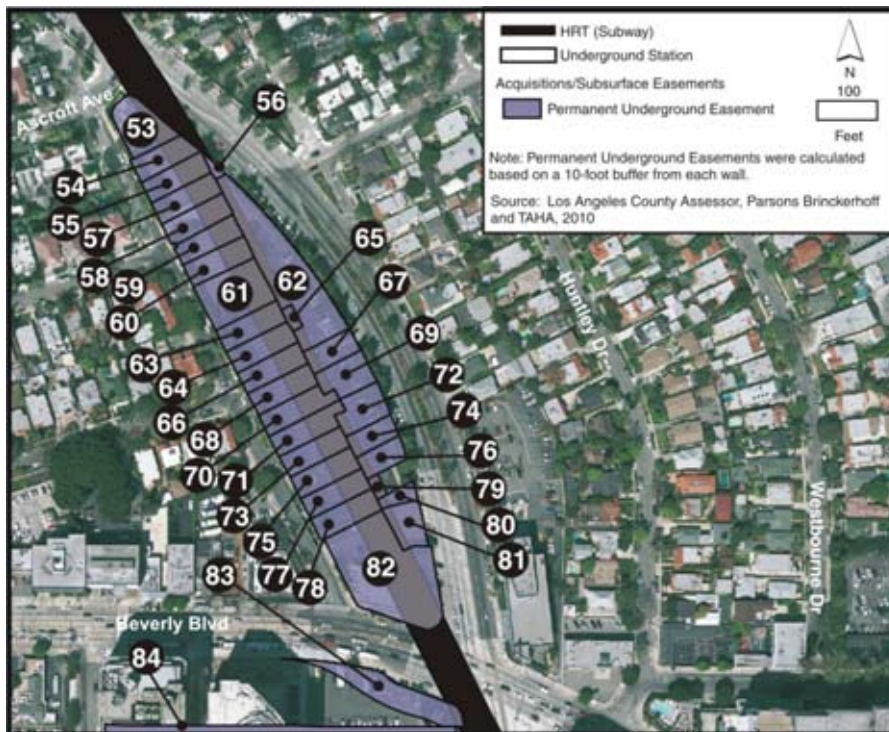 HRT (Subway)
Underground Station
Acquisitions/Subsurface Easements
Permanent Underground Easement
N
100
Feet
Note: Permanent Underground Easements were calculated
based on a 10-foot buffer from each wall.
Source: Los Angeles County Assessor, Parsons Brinckerhoff
and TAHA, 2010
Ascroft Ave
53
56
54
55
57
58
59
60
61
62
65
67
63
64
66
68
69
70
71
72
73
74
75
76
77
78
79
80
81
82
83
84
Huntley Dr
Westbourne Dr
Beverly Blvd